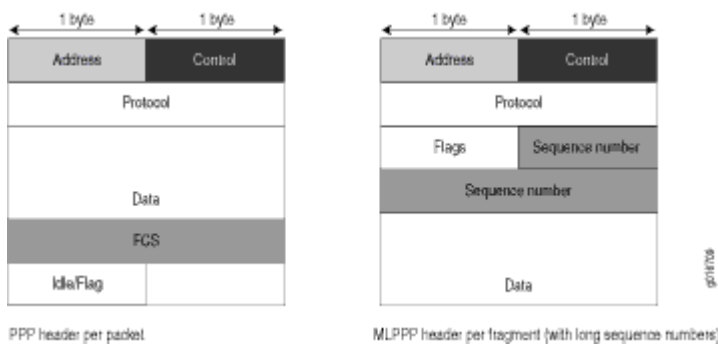 1 byte 1 byte
Address Control
Protocol
Data
FCS
Idle/Flag
PPP header per packet
1 byte 1 byte
Address Control
Protocol
Flags Sequence number
Sequence number
Data
MLPPP header per fragment (with long sequence numbers)
g016709